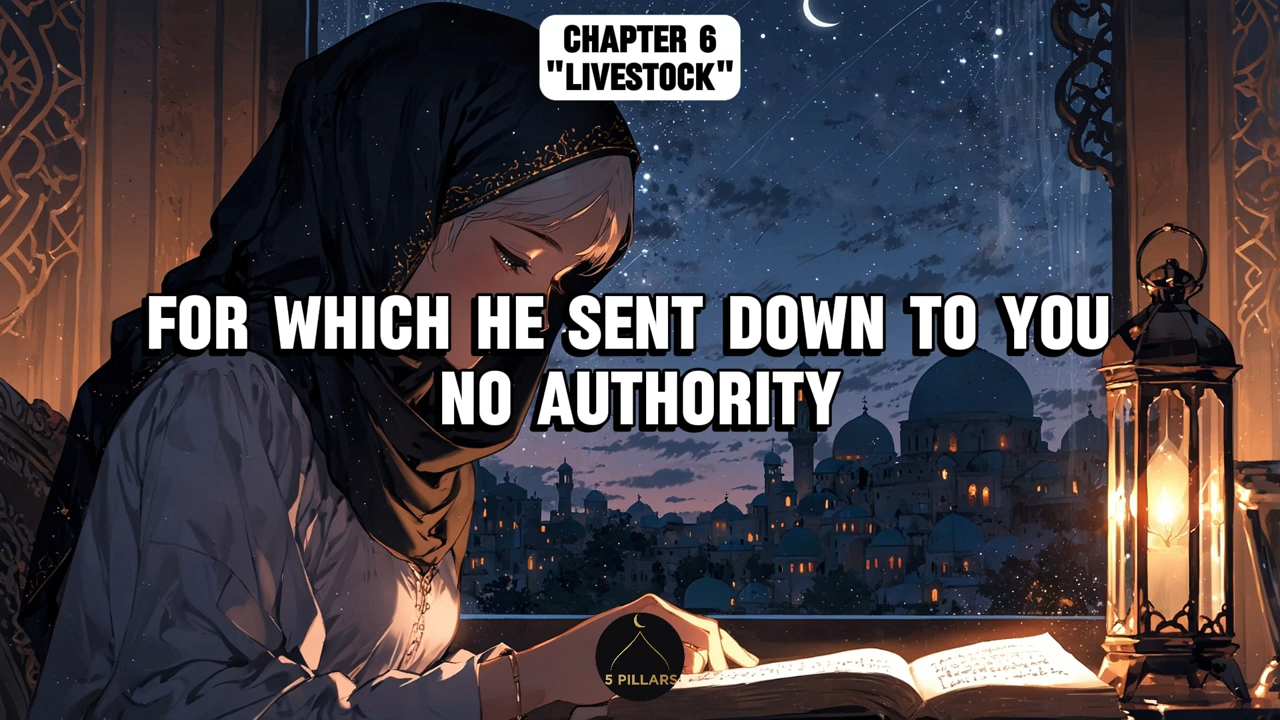 CHAPTER 6
"LIVESTOCK"
FOR WHICH HE SENT DOWN TO YOU
NO AUTHORITY
5 PILLARS